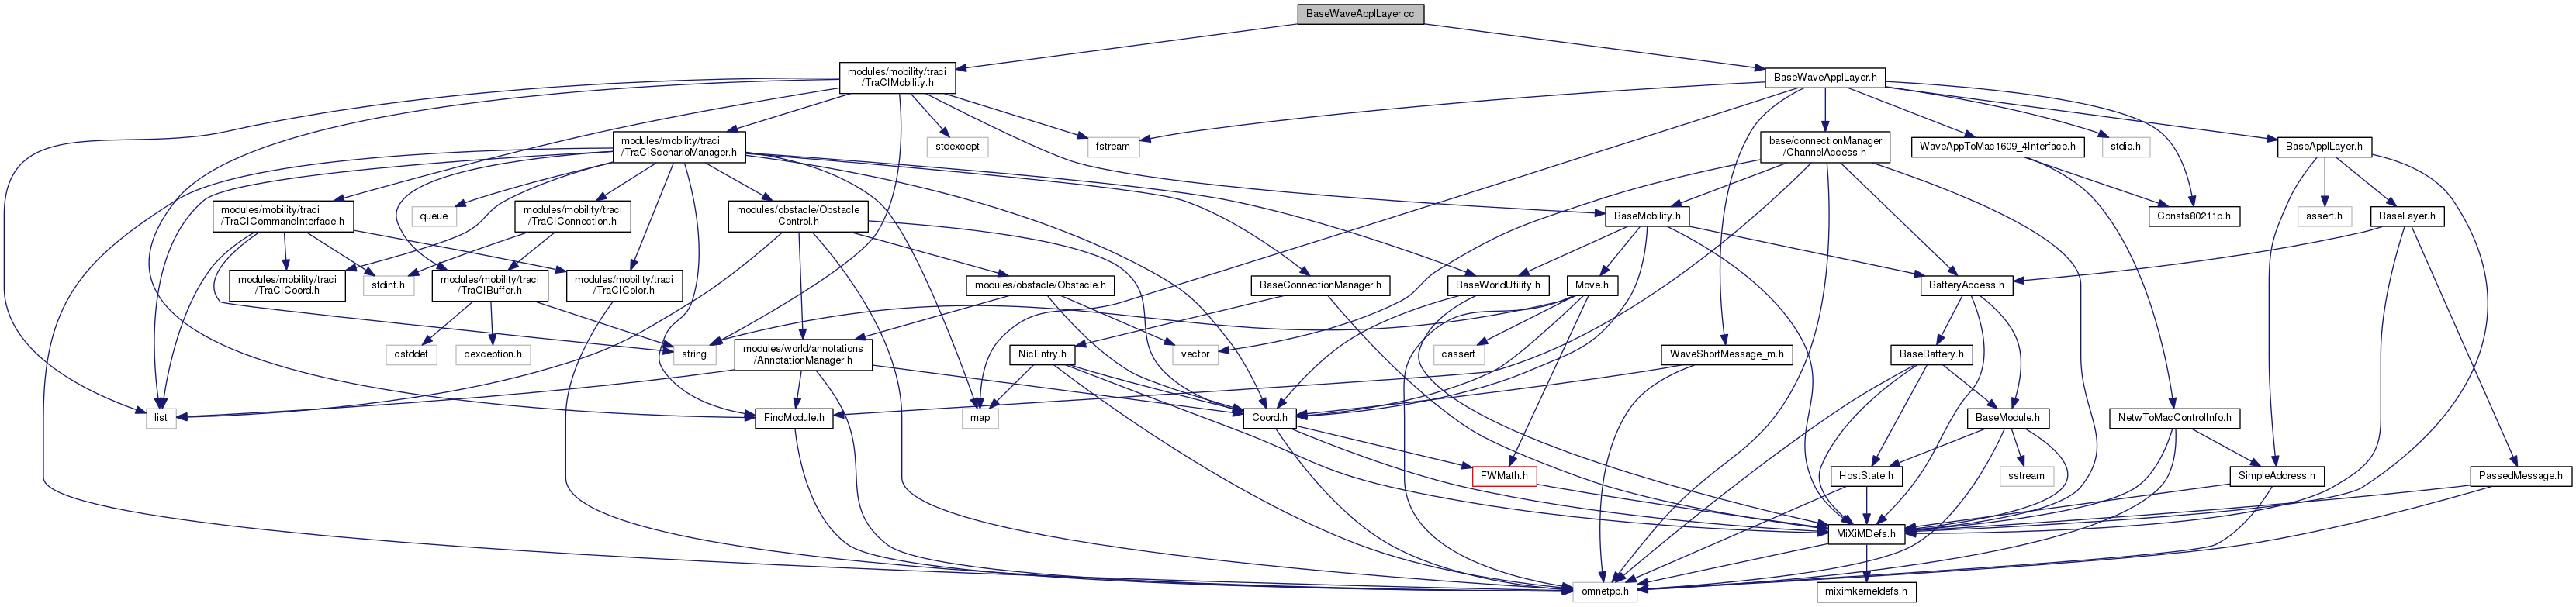 BaseWaveApplLayer.cc
modules/mobility/traci
/TraCIMobility.h
BaseWaveApplLayer.h
modules/mobility/traci
/TraCIScenarioManager.h
stdexcept
fstream
base/connectionManager
/ChannelAccess.h
WaveAppToMac1609_4Interface.h
stdio.h
BaseApplLayer.h
modules/mobility/traci
/TraCICommandInterface.h
queue
modules/mobility/traci
/TraCIConnection.h
modules/obstacle/Obstacle
Control.h
BaseMobility.h
Consts80211p.h
assert.h
BaseLayer.h
modules/mobility/traci
/TraCICoord.h
stdint.h
modules/mobility/traci
/TraCIBuffer.h
modules/mobility/traci
/TraCIColor.h
modules/obstacle/Obstacle.h
BaseConnectionManager.h
BaseWorldUtility.h
Move.h
BatteryAccess.h
cstddef
cexception.h
string
modules/world/annotations
/AnnotationManager.h
vector
NicEntry.h
cassert
WaveShortMessage_m.h
BaseBattery.h
list
FindModule.h
map
Coord.h
BaseModule.h
NetwToMacControlInfo.h
FWMath.h
HostState.h
sstream
SimpleAddress.h
PassedMessage.h
MiXiMDefs.h
omnetpp.h
miximkerneldefs.h